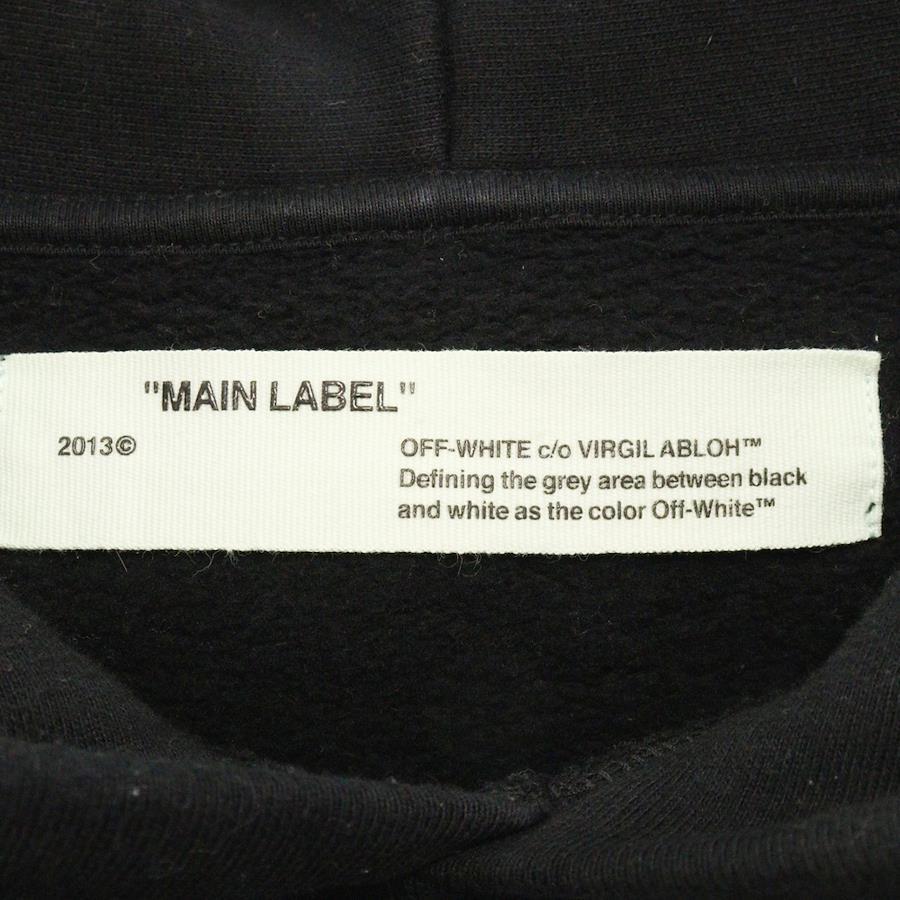 "MAIN LABEL"
2013©
OFF-WHITE c/o VIRGIL ABLOH™
Defining the grey area between black
and white as the color Off-White™